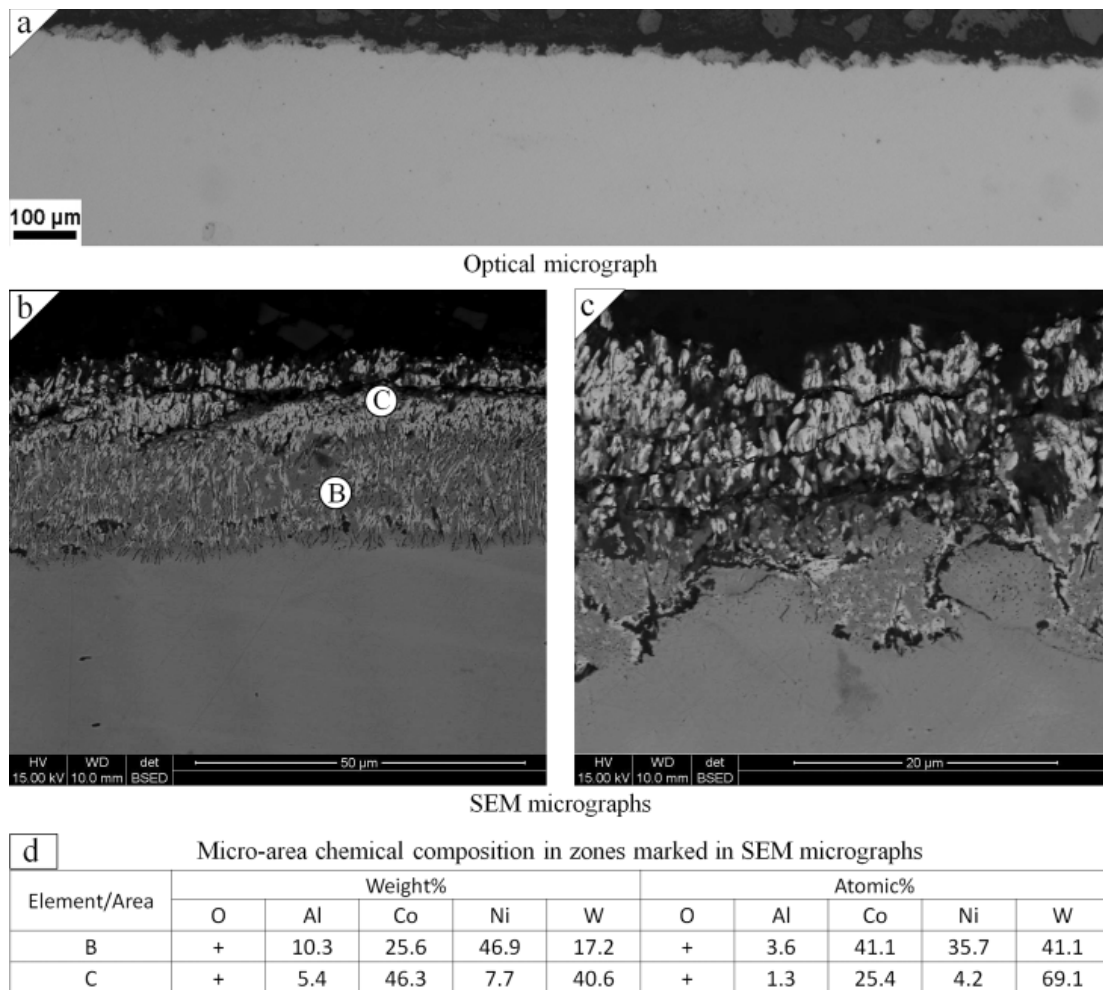 a
100 µm
Optical micrograph
b
C
B
HV WD det
15.00 kV 10.0 mm BSED
50 µm
c
HV WD det
15.00 kV 10.0 mm BSED
20 µm
SEM micrographs
d Micro-area chemical composition in zones marked in SEM micrographs
Element/Area Weight% Atomic%
O Al Co Ni W O Al Co Ni W
B + 10.3 25.6 46.9 17.2 + 3.6 41.1 35.7 41.1
C + 5.4 46.3 7.7 40.6 + 1.3 25.4 4.2 69.1